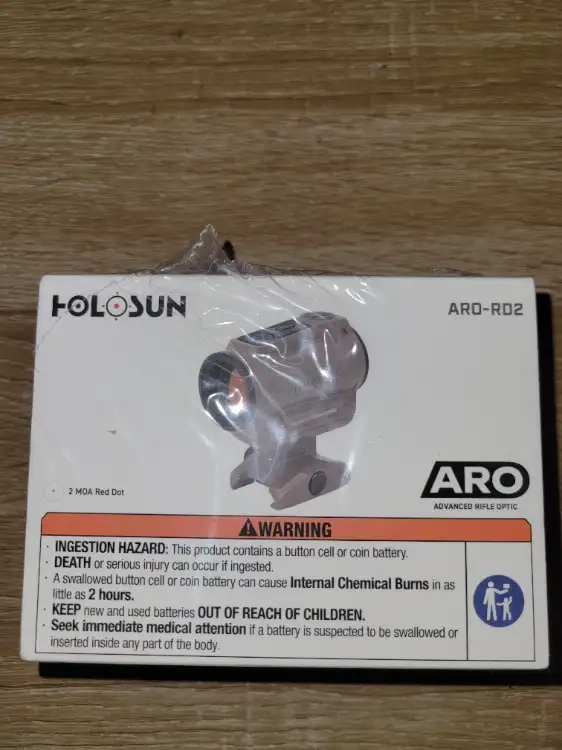 HOLOSUN
ARO-RD2
2 MOA Red Dot
ARO
ADVANCED RIFLE OPTIC
WARNING
· INGESTION HAZARD: This product contains a button cell or coin battery.
· DEATH or serious injury can occur if ingested.
· A swallowed button cell or coin battery can cause Internal Chemical Burns in as
little as 2 hours.
· KEEP new and used batteries OUT OF REACH OF CHILDREN.
· Seek immediate medical attention if a battery is suspected to be swallowed or
inserted inside any part of the body.